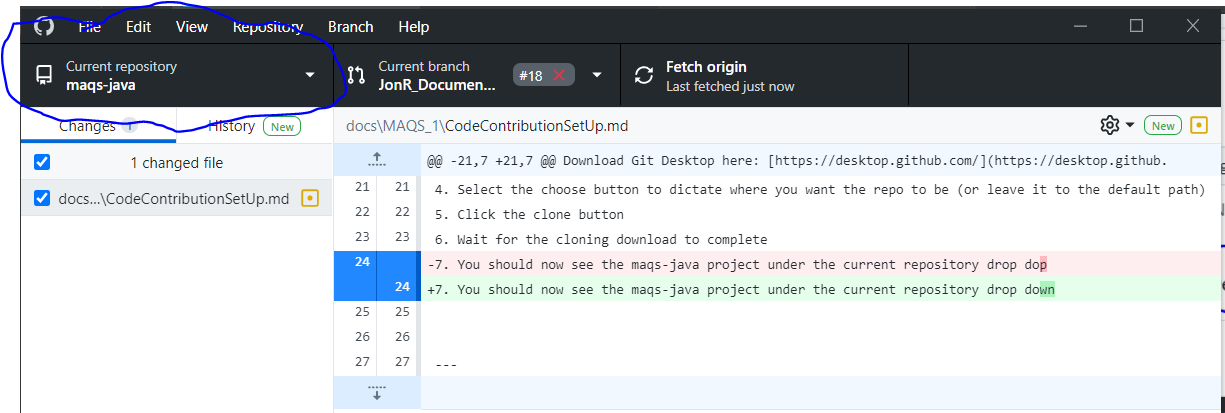 File Edit View Repository Branch Help
Current repository
maqs-java
Current branch
JonR_Documen...
#18
Fetch origin
Last fetched just now
Changes 1
History New
docs\MAQS_1\CodeContributionSetUp.md
New
1 changed file
docs...\CodeContributionSetUp.md
@@ -21,7 +21,7 @@ Download Git Desktop here: [https://desktop.github.com/](https://desktop.github.
21 21 4. Select the choose button to dictate where you want the repo to be (or leave it to the default path)
22 22 5. Click the clone button
23 23 6. Wait for the cloning download to complete
24 -7. You should now see the maqs-java project under the current repository drop dop
24 +7. You should now see the maqs-java project under the current repository drop down
25 25
26 26
27 27 ---